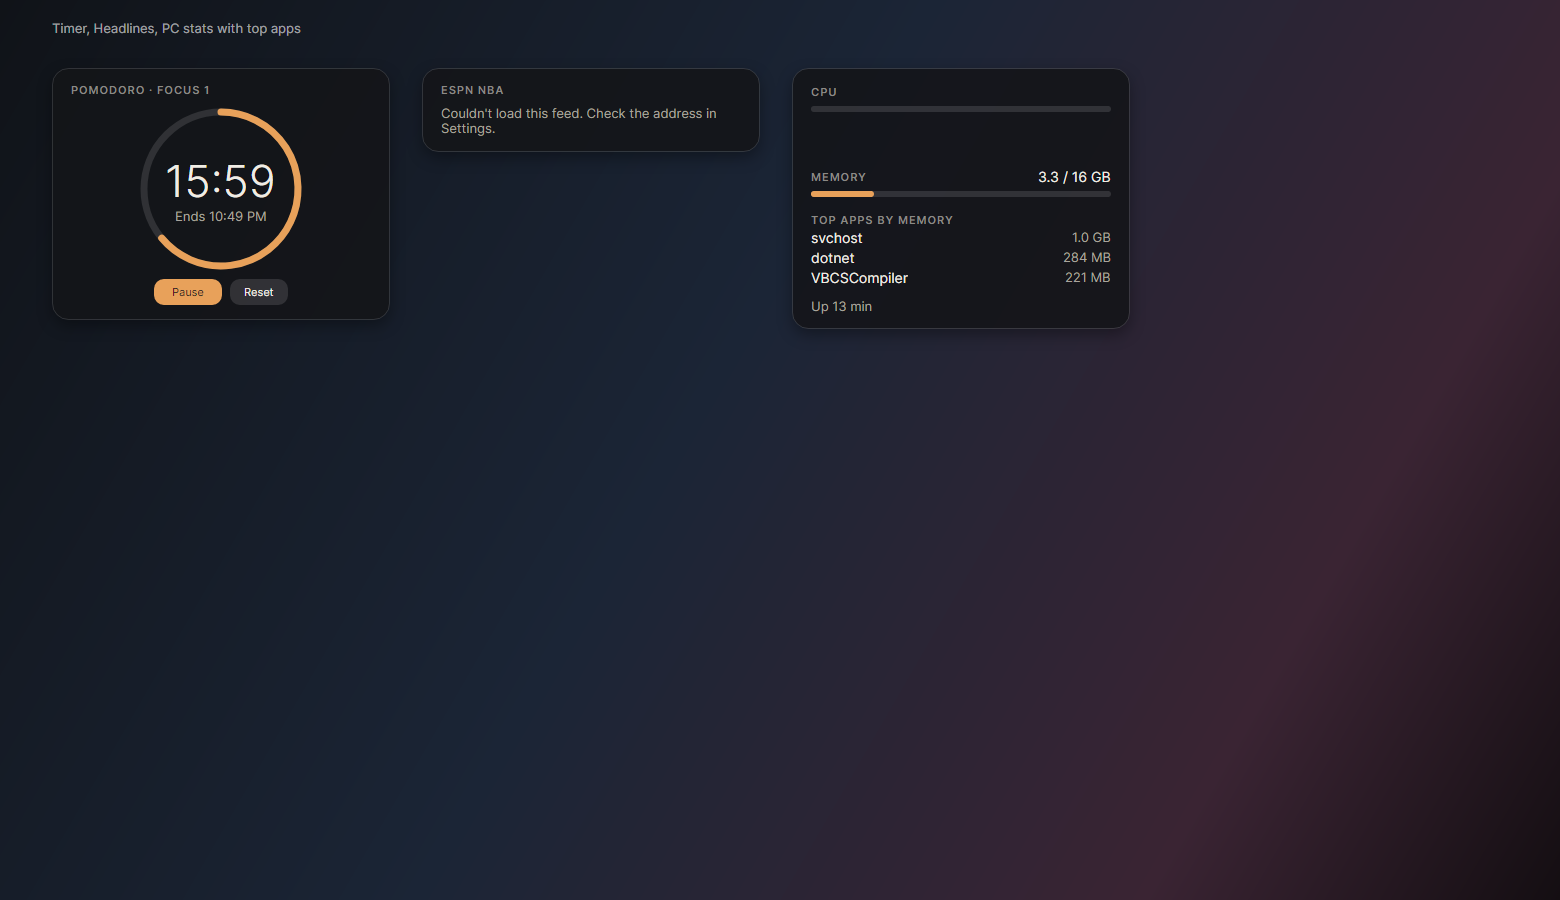 Timer, Headlines, PC stats with top apps
POMODORO · FOCUS 1
15:59
Ends 10:49 PM
Pause
Reset
ESPN NBA
Couldn't load this feed. Check the address in
Settings.
CPU
MEMORY 3.3 / 16 GB
TOP APPS BY MEMORY
svchost 1.0 GB
dotnet 284 MB
VBCSCompiler 221 MB
Up 13 min